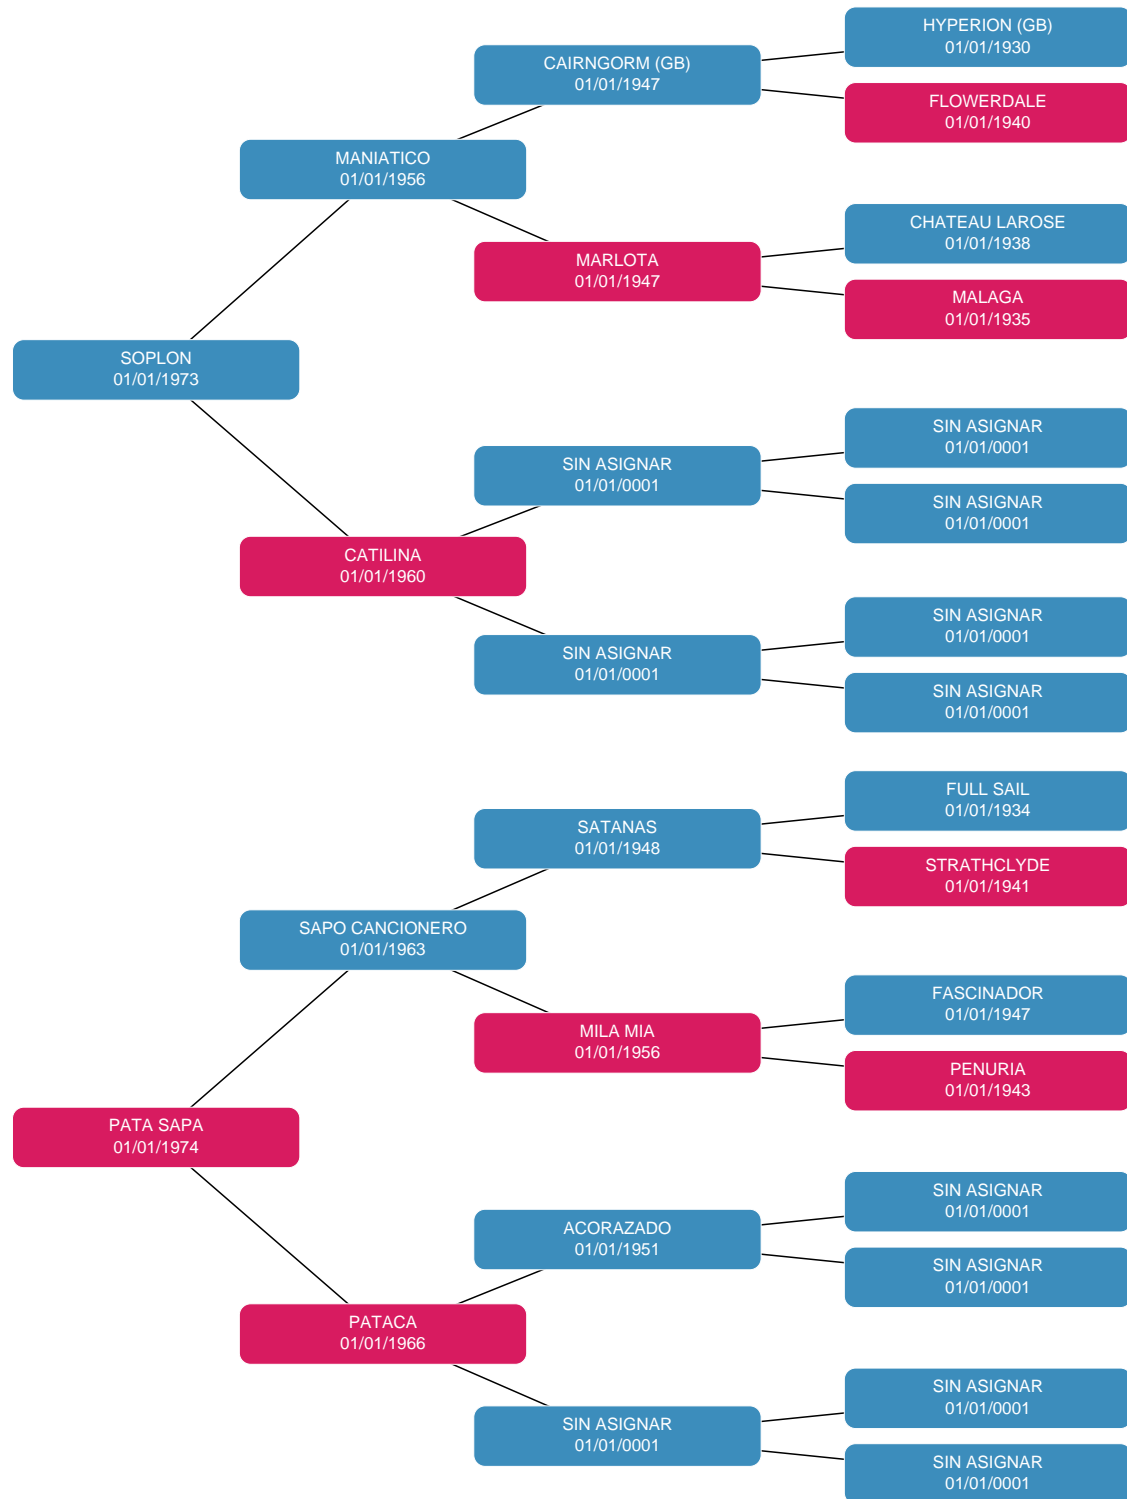 HYPERION (GB)
01/01/1930
CAIRNGORM (GB)
01/01/1947
FLOWERDALE
01/01/1940
MANIATICO
01/01/1956
CHATEAU LAROSE
01/01/1938
MARLOTA
01/01/1947
MALAGA
01/01/1935
SOPLON
01/01/1973
SIN ASIGNAR
01/01/0001
SIN ASIGNAR
01/01/0001
SIN ASIGNAR
01/01/0001
CATILINA
01/01/1960
SIN ASIGNAR
01/01/0001
SIN ASIGNAR
01/01/0001
SIN ASIGNAR
01/01/0001
FULL SAIL
01/01/1934
SATANAS
01/01/1948
STRATHCLYDE
01/01/1941
SAPO CANCIONERO
01/01/1963
FASCINADOR
01/01/1947
MILA MIA
01/01/1956
PENURIA
01/01/1943
PATA SAPA
01/01/1974
SIN ASIGNAR
01/01/0001
ACORAZADO
01/01/1951
SIN ASIGNAR
01/01/0001
PATACA
01/01/1966
SIN ASIGNAR
01/01/0001
SIN ASIGNAR
01/01/0001
SIN ASIGNAR
01/01/0001